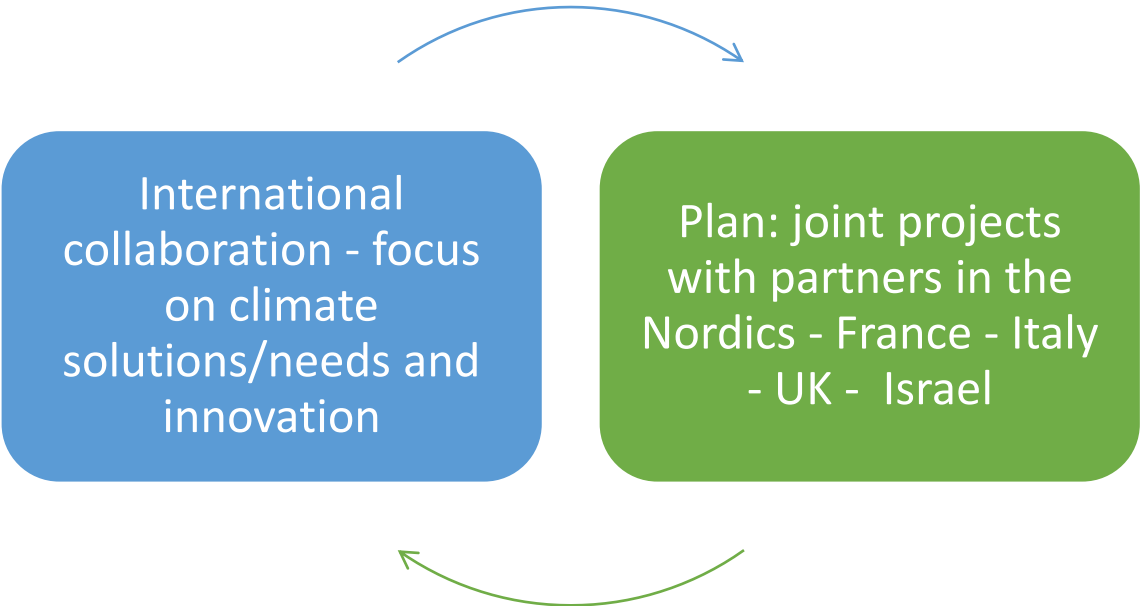 International
collaboration - focus
on climate
solutions/needs and
innovation
Plan: joint projects
with partners in the
Nordics - France - Italy
- UK -  Israel